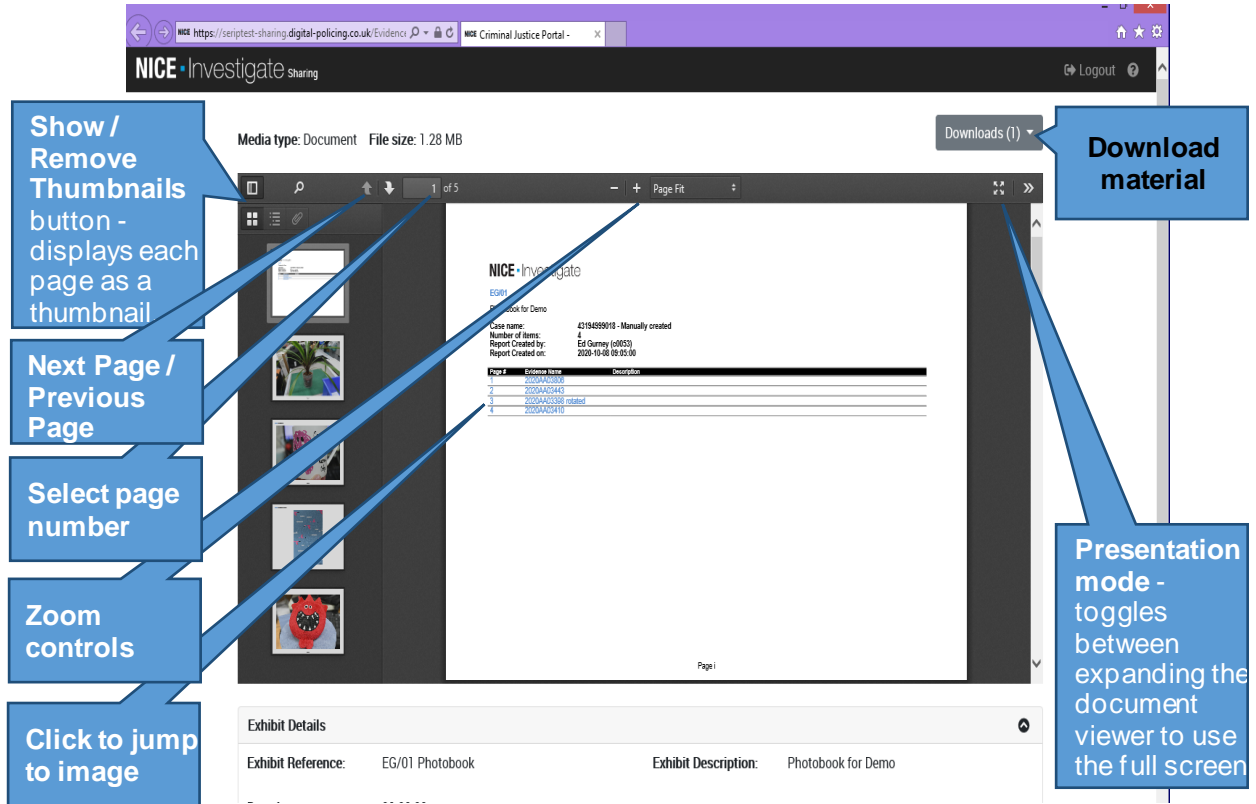 NICE https://seriptest-sharing.digital-policing.co.uk/Evidence
NICE Criminal Justice Portal -
NICE Investigate Sharing
Logout
Media type: Document File size: 1.28 MB
Downloads (1)
1 of 5
Page Fit
Show /
Remove
Thumbnails
button -
displays each
page as a
thumbnail
Next Page /
Previous
Page
Select page
number
Zoom
controls
Click to jump
to image
Download
material
Presentation
mode -
toggles
between
expanding the
document
viewer to use
the full screen
NICE Investigate
EG/01
Photobook for Demo
Case name: 43194999018 - Manually created
Number of items: 4
Report Created by: Ed Gurney (c0053)
Report Created on: 2020-10-08 09:05:00
Page # Evidence Name Description
1 2020AA03806
2 2020AA03443
3 2020AA03398 rotated
4 2020AA03410
Page i
Exhibit Details
Exhibit Reference: EG/01 Photobook Exhibit Description: Photobook for Demo